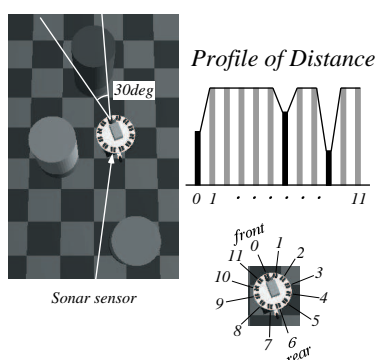 30deg
Sonar sensor
Profile of Distance
0 1 · · · · · · 11
front
0 1
11 2
10 3
9 4
8 5
7 6
rear